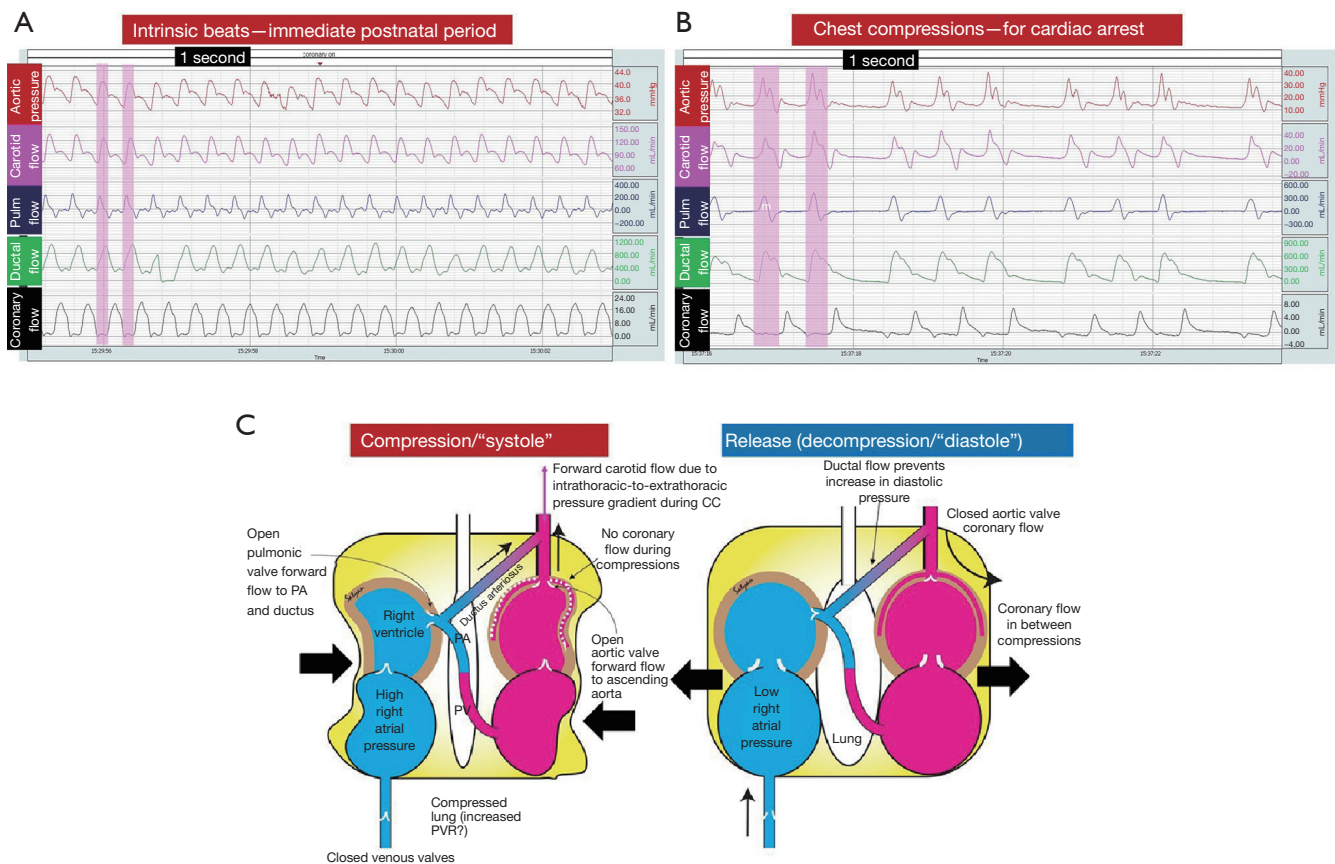 A
Intrinsic beats—immediate postnatal period
1 second
coronary on
Aortic
pressure
44.0
40.0
36.0
32.0
mmHg
Carotid
flow
150.00
120.00
90.00
60.00
mL/min
Pulm
flow
400.00
200.00
0.00
−200.00
mL/min
Ductal
flow
1200.00
800.00
400.00
mL/min
Coronary
flow
24.00
16.00
8.00
0.00
mL/min
15:29:56
15:29:58
15:30:00
15:30:02
Time
B
Chest compressions—for cardiac arrest
1 second
Aortic
pressure
40.00
30.00
20.00
10.00
mmHg
Carotid
flow
40.00
20.00
0.00
−20.00
mL/min
Pulm
flow
600.00
300.00
0.00
−300.00
mL/min
Ductal
flow
900.00
600.00
300.00
0.00
mL/min
Coronary
flow
8.00
4.00
0.00
−4.00
mL/min
15:37:16
15:37:18
15:37:20
15:37:22
Time
C
Compression/“systole”
Forward carotid flow due to
intrathoracic-to-extrathoracic
pressure gradient during CC
Open
pulmonic
valve forward
flow to PA
and ductus
No coronary
flow during
compressions
Ductus arteriosus
Right
ventricle
PA
Open
aortic valve
forward flow
to ascending
aorta
High
right
atrial
pressure
PV
Compressed
lung (increased
PVR?)
Closed venous valves
Release (decompression/“diastole”)
Ductal flow prevents
increase in diastolic
pressure
Closed aortic valve
coronary flow
Coronary flow
in between
compressions
Low
right
atrial
pressure
Lung